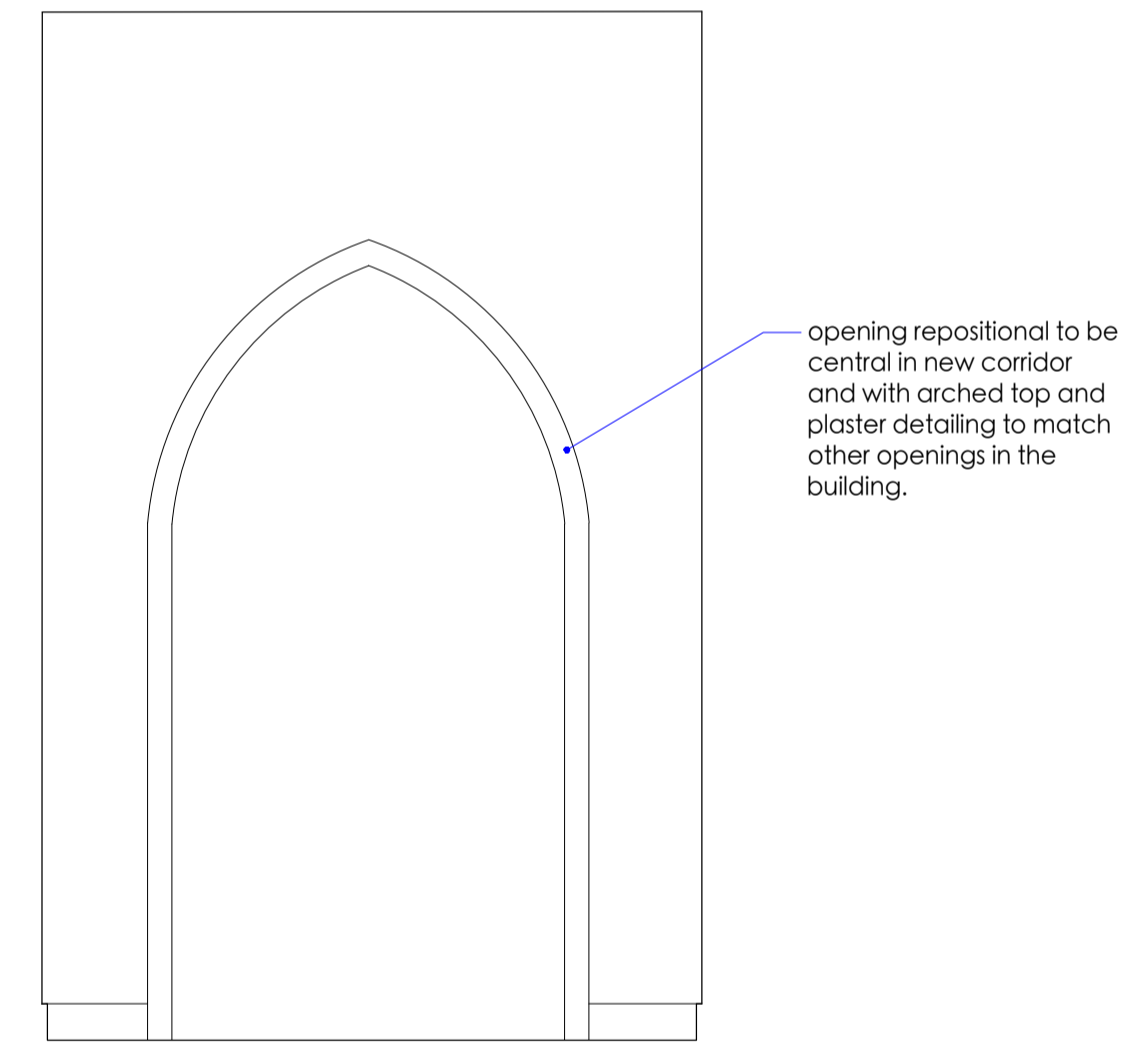 opening repositional to be
central in new corridor
and with arched top and
plaster detailing to match
other openings in the
building.